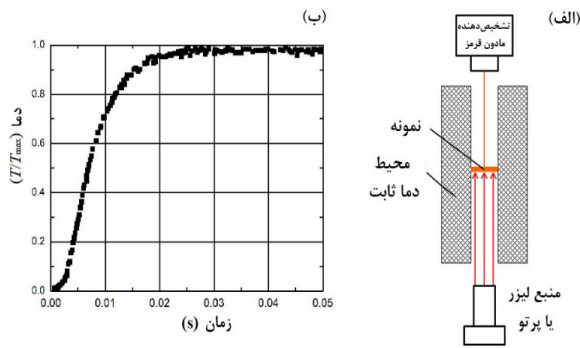 (الف)
تشخیص‌دهنده
مادون قرمز
نمونه
محیط
دما ثابت
منبع لیزر
یا پرتو
(ب)
دما (T/Tmax)
1.0
0.8
0.6
0.4
0.2
0.0
0.00 0.01 0.02 0.03 0.04 0.05
زمان (s)